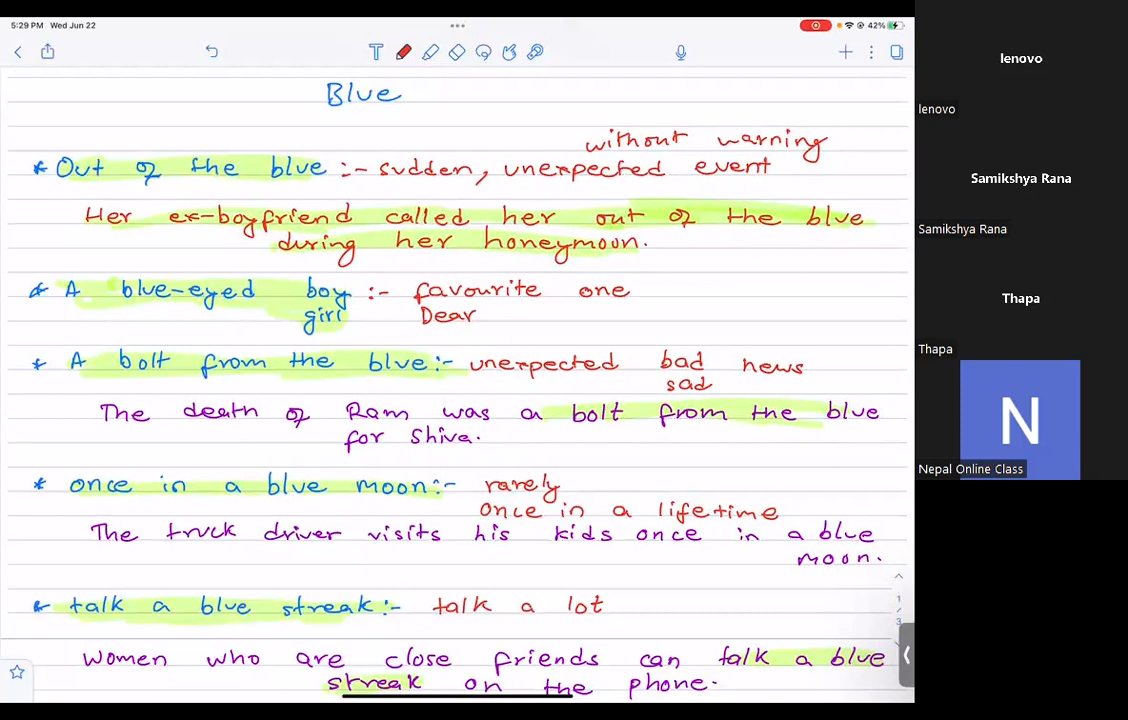 5:29 PM Wed Jun 22
42%
Blue
without warning
* Out of the blue :- sudden, unexpected event
Her ex-boyfriend called her out of the blue
during her honeymoon.
* A blue-eyed boy :- favourite one
girl Dear
* A bolt from the blue:- unexpected bad news
sad
The death of Ram was a bolt from the blue
for Shiva.
* once in a blue moon:- rarely
once in a lifetime
The truck driver visits his kids once in a blue
moon.
* talk a blue streak:- talk a lot
Women who are close friends can talk a blue
streak on the phone.
1
/
3
lenovo
lenovo
Samikshya Rana
Samikshya Rana
Thapa
Thapa
N
Nepal Online Class